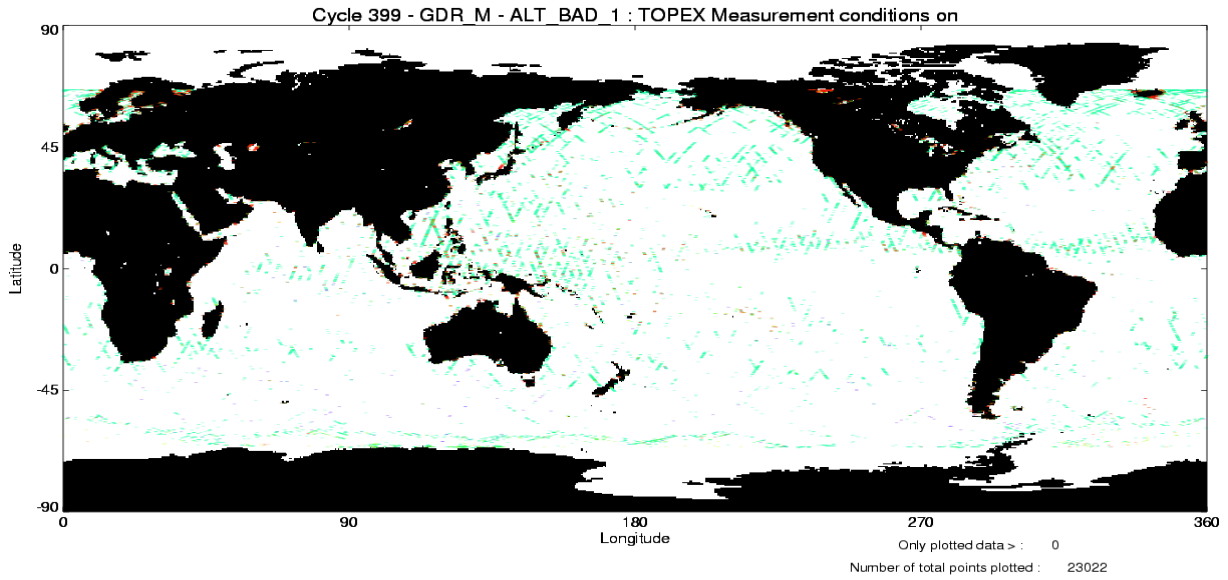 Cycle 399 - GDR_M - ALT_BAD_1 : TOPEX Measurement conditions on
90
45
0
-45
-90
Latitude
0 90 180 270 360
Longitude
Only plotted data > : 0
Number of total points plotted : 23022